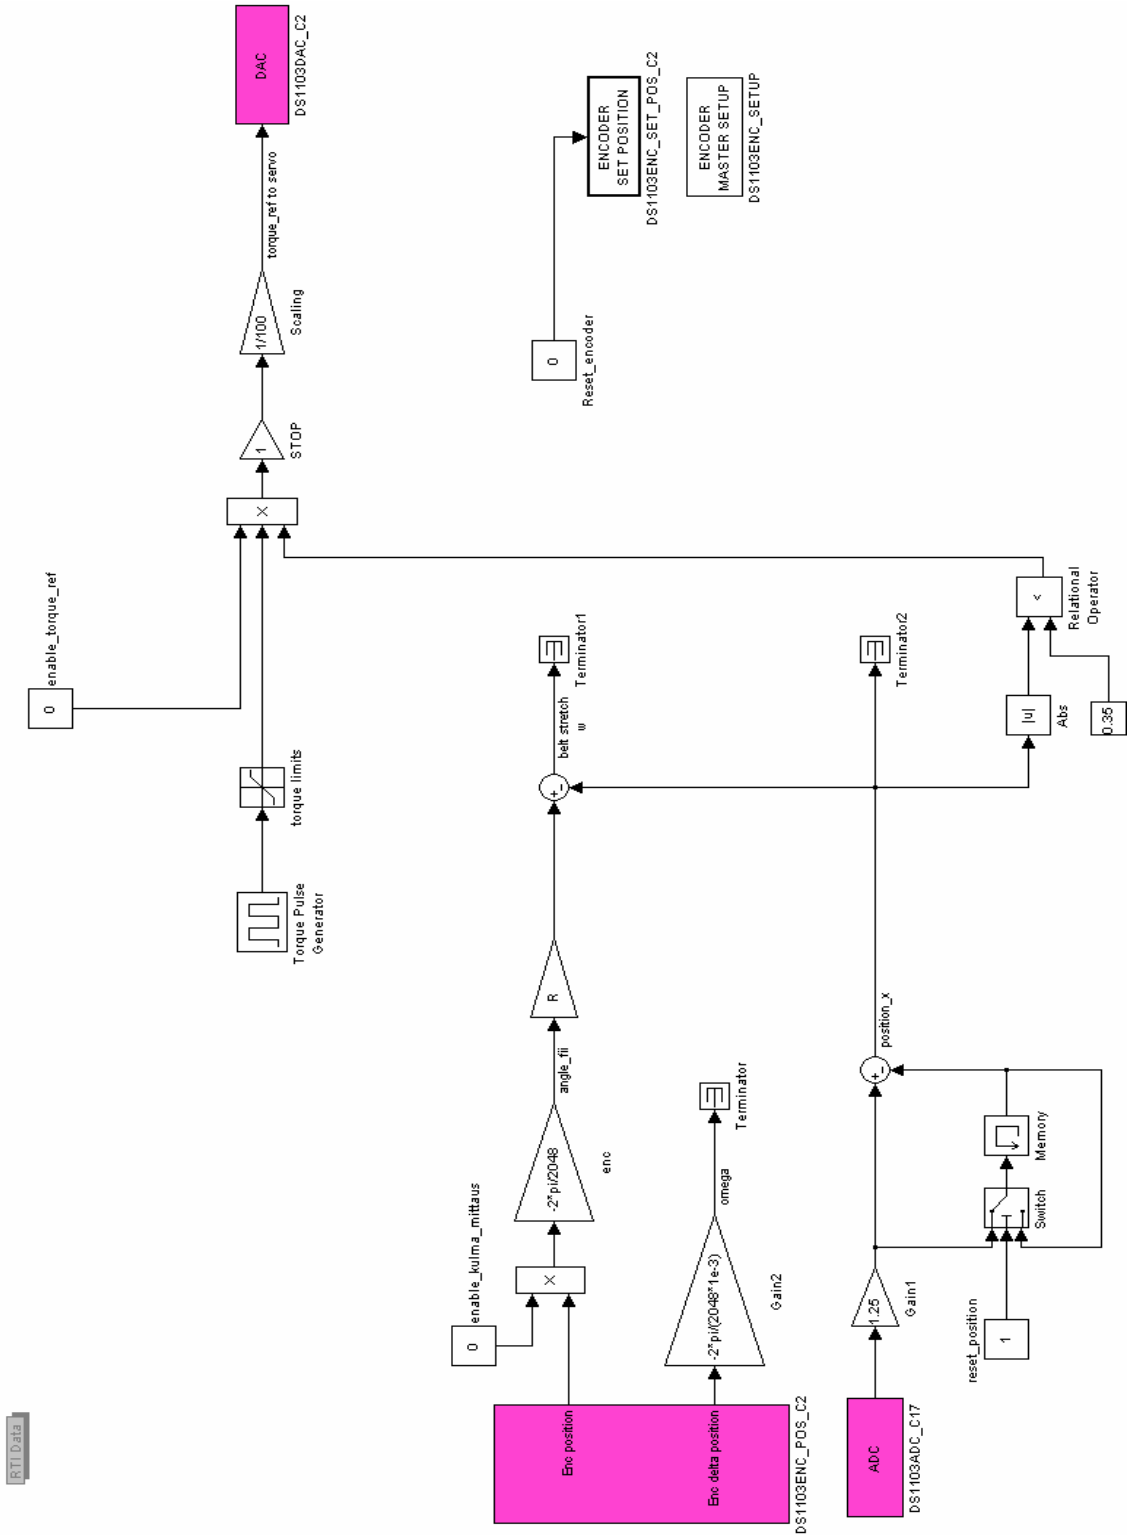 RTI Data
0
enable_torque_ref
Torque Pulse
Generator
torque limits
X
1
STOP
1/100
Scaling
torque_ref to servo
DAC
DS1103DAC_C2
0
enable_kulma_mittaus
Enc position
Enc delta position
DS1103ENC_POS_C2
X
-2*pi/2048
enc
angle_fii
R
+
-
belt stretch
w
Terminator1
0
Reset_encoder
ENCODER
SET POSITION
DS1103ENC_SET_POS_C2
ENCODER
MASTER SETUP
DS1103ENC_SETUP
-2*pi/(2048*1e-3)
Gain2
omega
Terminator
ADC
DS1103ADC_C17
1.25
Gain1
+
-
position_x
Terminator2
reset_position
1
Switch
Memory
|u|
Abs
<
Relational
Operator
0.35